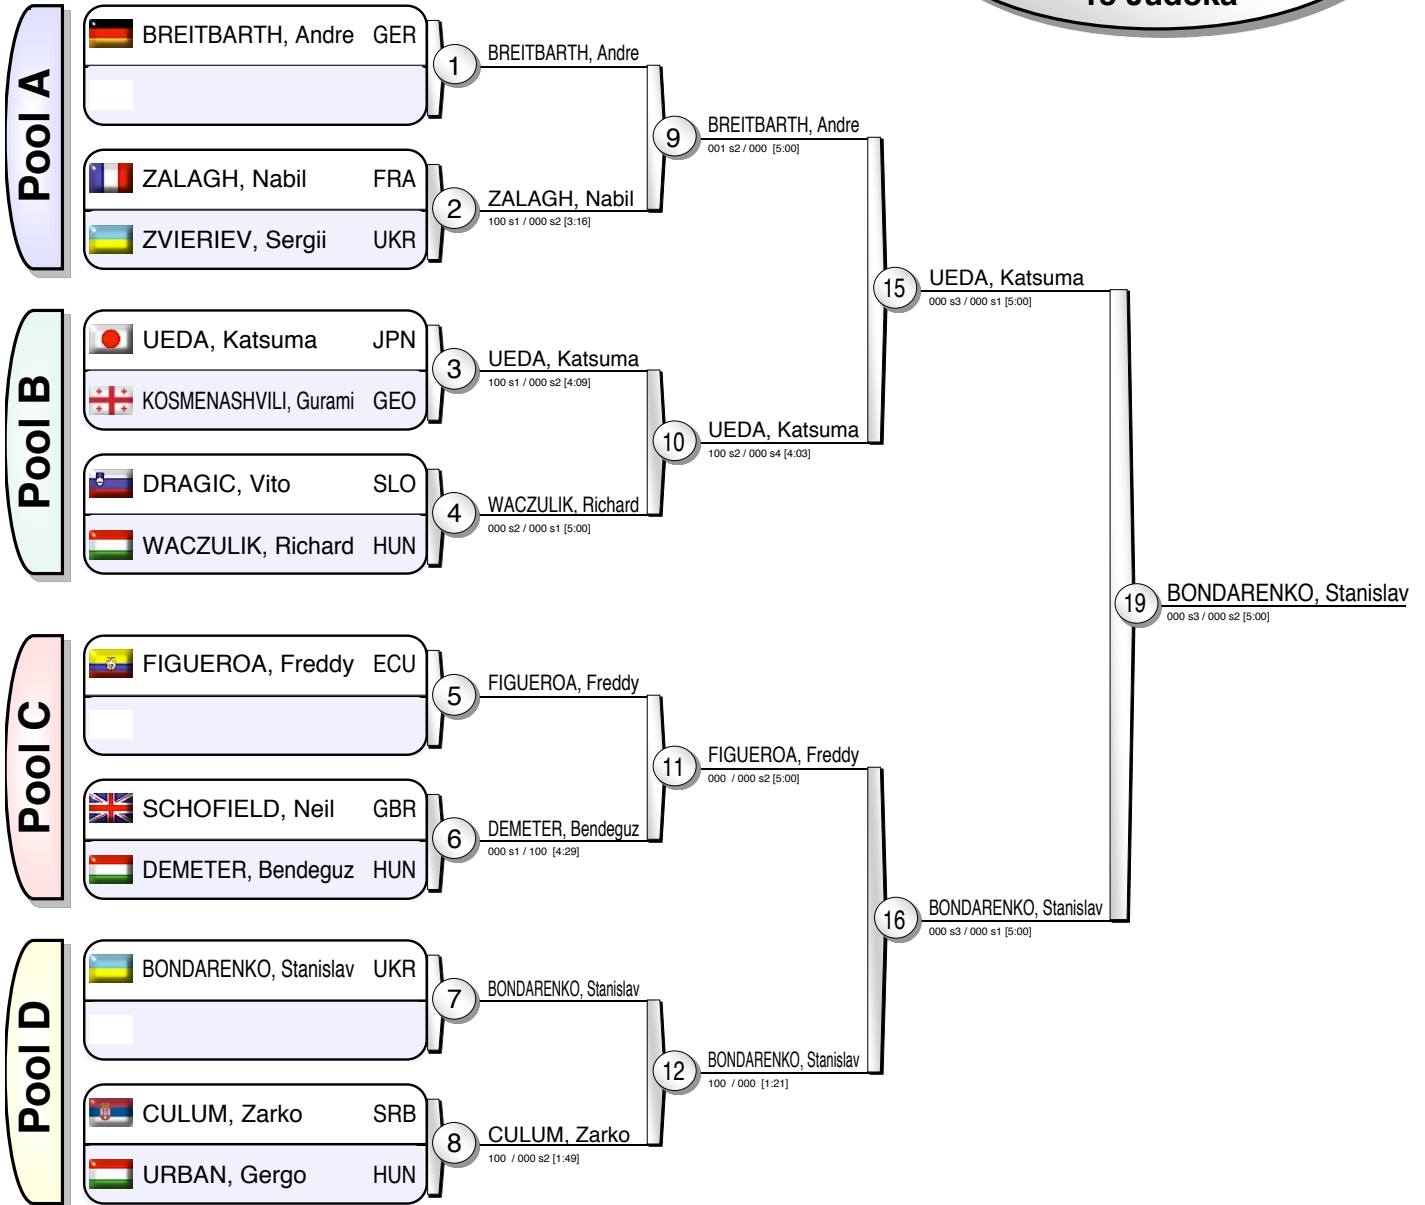 13 Judoka
Pool A
BREITBARTH, Andre GER
ZALAGH, Nabil FRA
ZVIERIEV, Sergii UKR
Pool B
UEDA, Katsuma JPN
KOSMENASHVILI, Gurami GEO
DRAGIC, Vito SLO
WACZULIK, Richard HUN
Pool C
FIGUEROA, Freddy ECU
SCHOFIELD, Neil GBR
DEMETER, Bendeguz HUN
Pool D
BONDARENKO, Stanislav UKR
CULUM, Zarko SRB
URBAN, Gergo HUN
1
BREITBARTH, Andre
2
ZALAGH, Nabil
100 s1 / 000 s2 [3:16]
3
UEDA, Katsuma
100 s1 / 000 s2 [4:09]
4
WACZULIK, Richard
000 s2 / 000 s1 [5:00]
5
FIGUEROA, Freddy
6
DEMETER, Bendeguz
000 s1 / 100 [4:29]
7
BONDARENKO, Stanislav
8
CULUM, Zarko
100 / 000 s2 [1:49]
9
BREITBARTH, Andre
001 s2 / 000 [5:00]
10
UEDA, Katsuma
100 s2 / 000 s4 [4:03]
11
FIGUEROA, Freddy
000 / 000 s2 [5:00]
12
BONDARENKO, Stanislav
100 / 000 [1:21]
15
UEDA, Katsuma
000 s3 / 000 s1 [5:00]
16
BONDARENKO, Stanislav
000 s3 / 000 s1 [5:00]
19
BONDARENKO, Stanislav
000 s3 / 000 s2 [5:00]